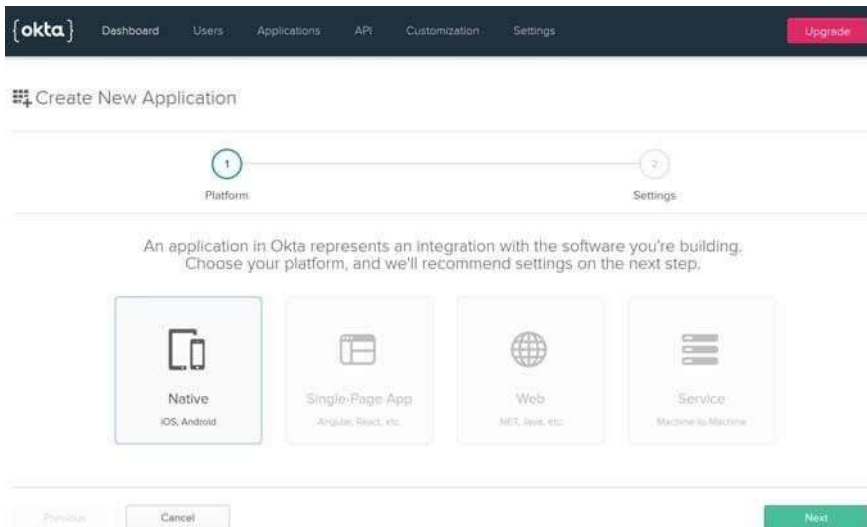 {okta} Dashboard Users Applications API Customization Settings Upgrade
Create New Application
1 2
Platform Settings
An application in Okta represents an integration with the software you're building.
Choose your platform, and we'll recommend settings on the next step.
Native Single-Page App Web Service
iOS, Android Angular, React, etc. .NET, Java, etc. Machine-to-Machine
Previous Cancel Next